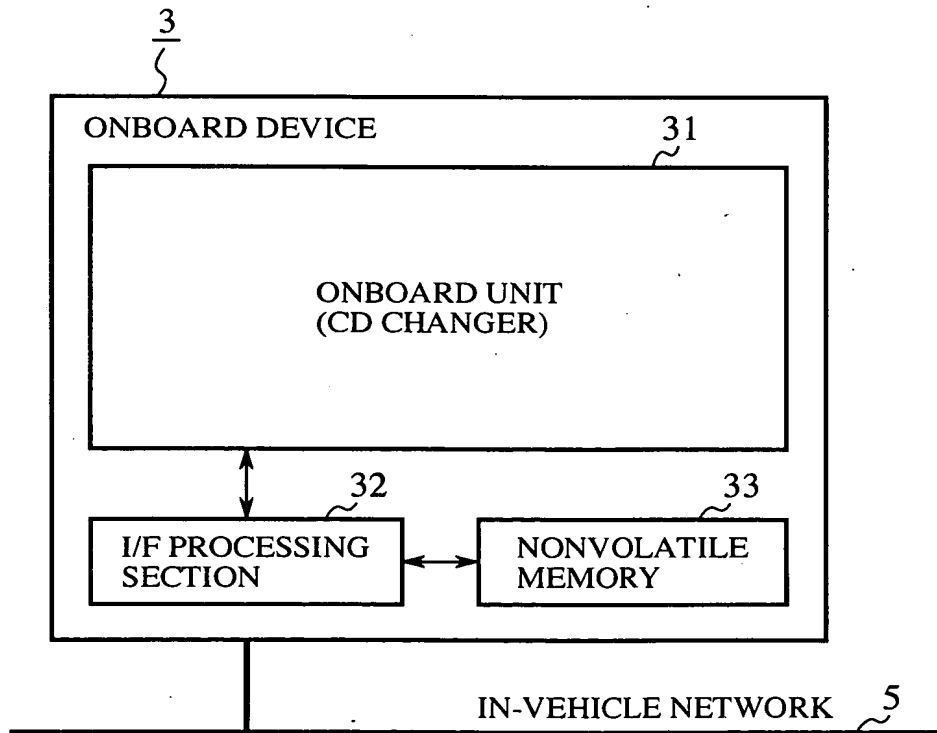 3
ONBOARD DEVICE
31
ONBOARD UNIT
(CD CHANGER)
32
33
I/F PROCESSING
SECTION
NONVOLATILE
MEMORY
IN-VEHICLE NETWORK
5